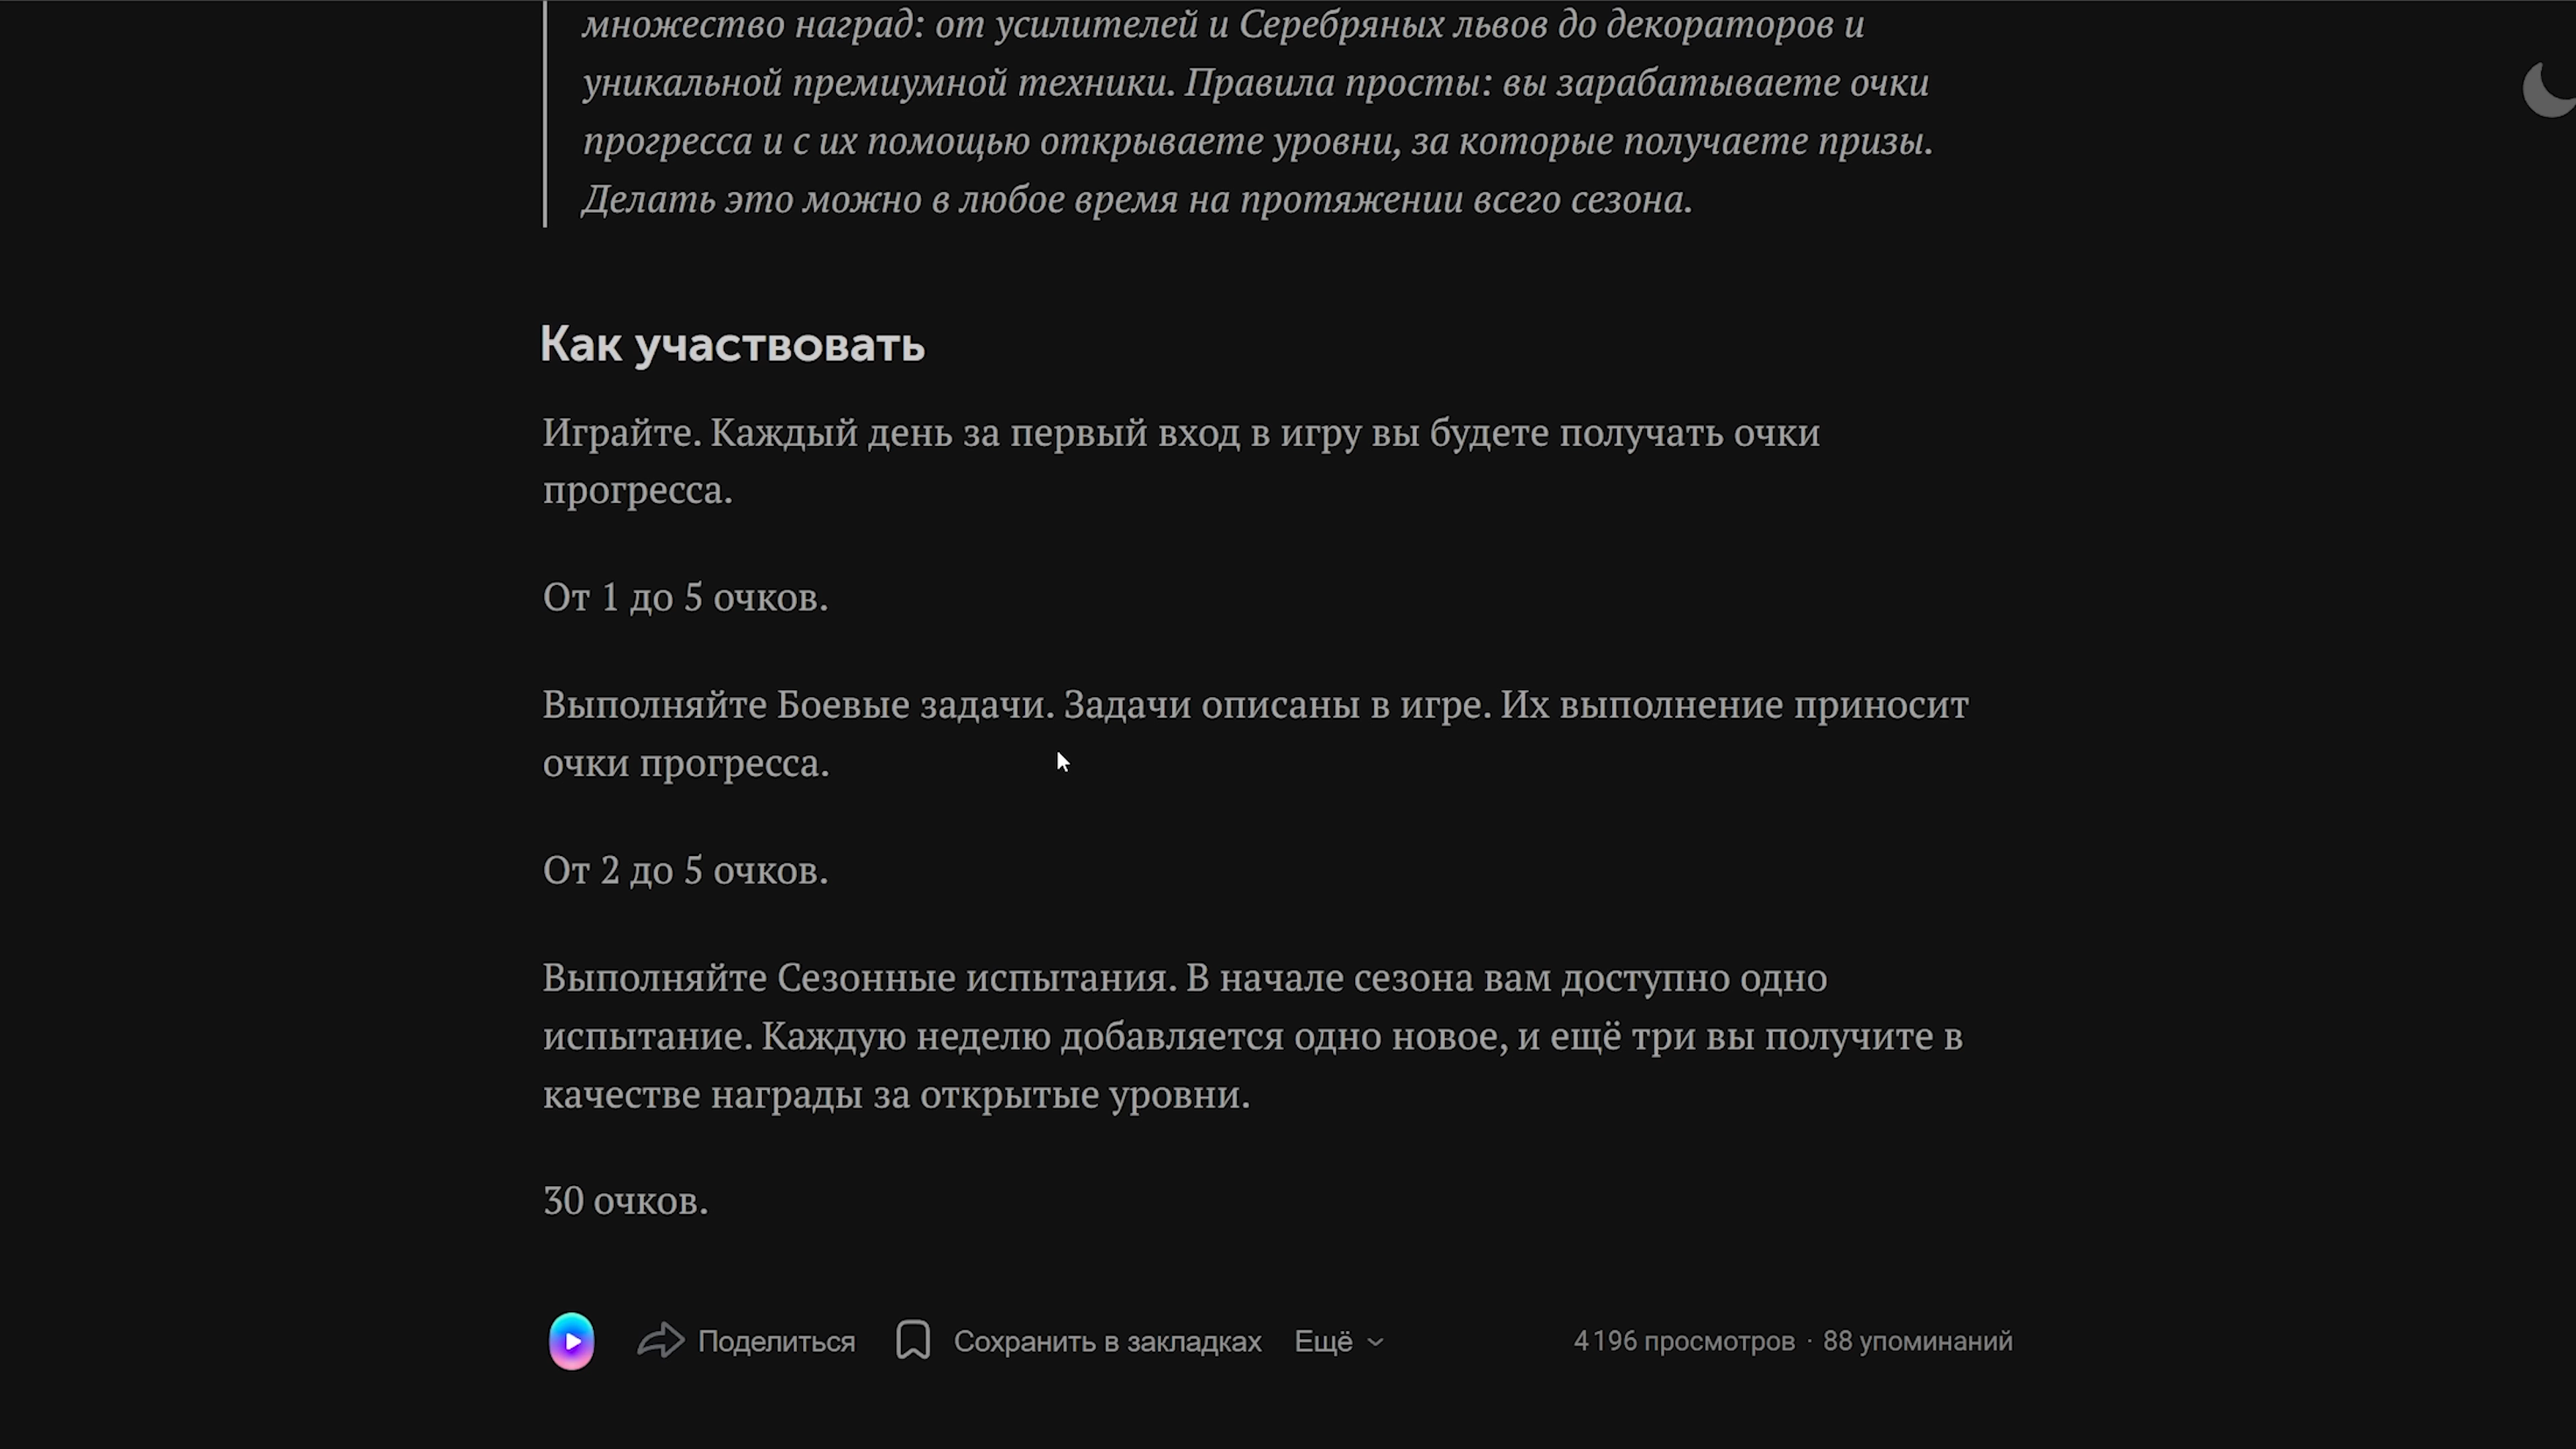 множество наград: от усилителей и Серебряных львов до декораторов и
уникальной премиумной техники. Правила просты: вы зарабатываете очки
прогресса и с их помощью открываете уровни, за которые получаете призы.
Делать это можно в любое время на протяжении всего сезона.
Как участвовать
Играйте. Каждый день за первый вход в игру вы будете получать очки
прогресса.
От 1 до 5 очков.
Выполняйте Боевые задачи. Задачи описаны в игре. Их выполнение приносит
очки прогресса.
От 2 до 5 очков.
Выполняйте Сезонные испытания. В начале сезона вам доступно одно
испытание. Каждую неделю добавляется одно новое, и ещё три вы получите в
качестве награды за открытые уровни.
30 очков.
Поделиться Сохранить в закладках Ещё 4 196 просмотров · 88 упоминаний